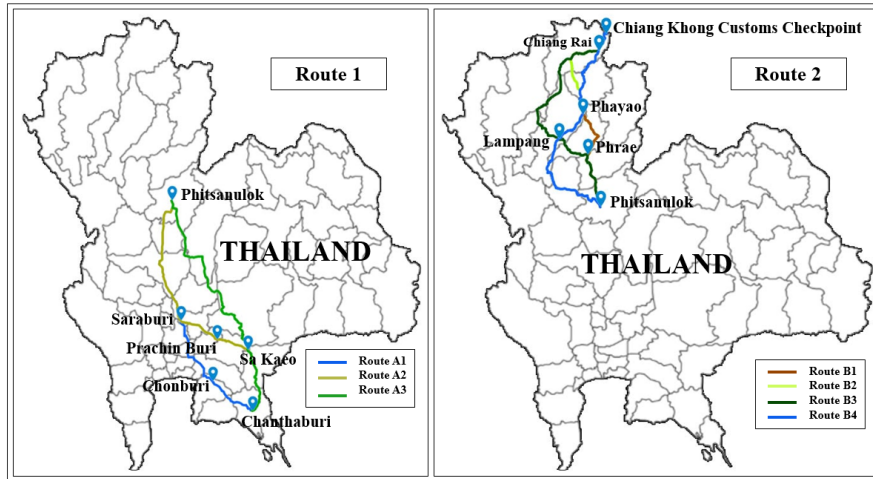 Route 1
Phitsanulok
THAILAND
Saraburi
Prachin Buri
Sa Kaeo
Chonburi
Chanthaburi
Route A1
Route A2
Route A3
Chiang Khong Customs Checkpoint
Chiang Rai
Route 2
Phayao
Lampang
Phrae
Phitsanulok
THAILAND
Route B1
Route B2
Route B3
Route B4